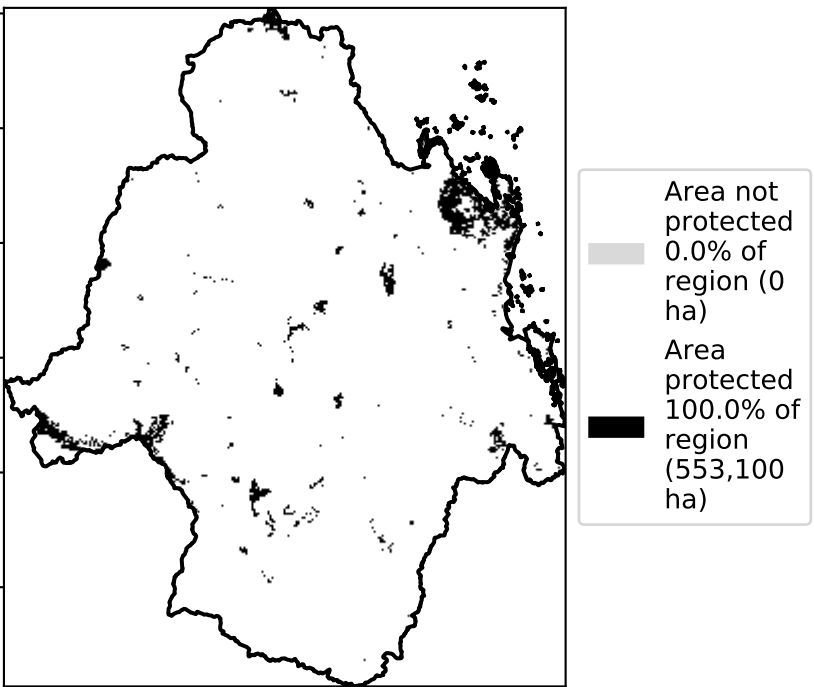 Area not
protected
0.0% of
region (0
ha)
Area
protected
100.0% of
region
(553,100
ha)